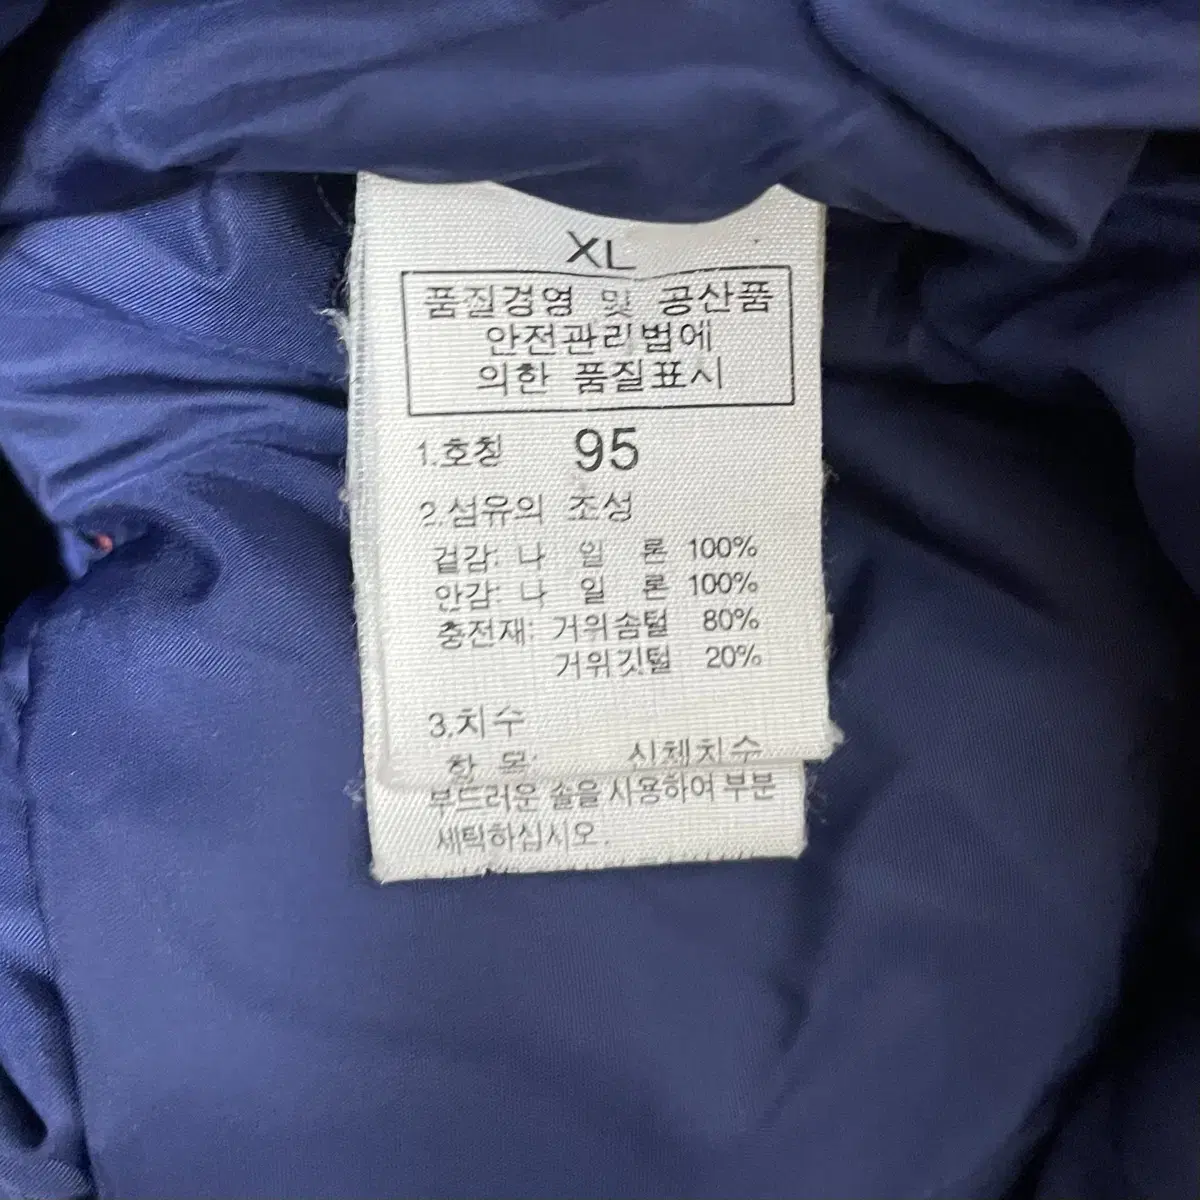 XL
품질경영 및 공산품
안전관리법에
의한 품질표시
1.호칭 95
2.섬유의 조성
겉감: 나 일 론 100%
안감: 나 일 론 100%
충전재: 거위솜털 80%
거위깃털 20%
3.치수
항 목: 신체치수
부드러운 솔을 사용하여 부분
세탁하십시오.